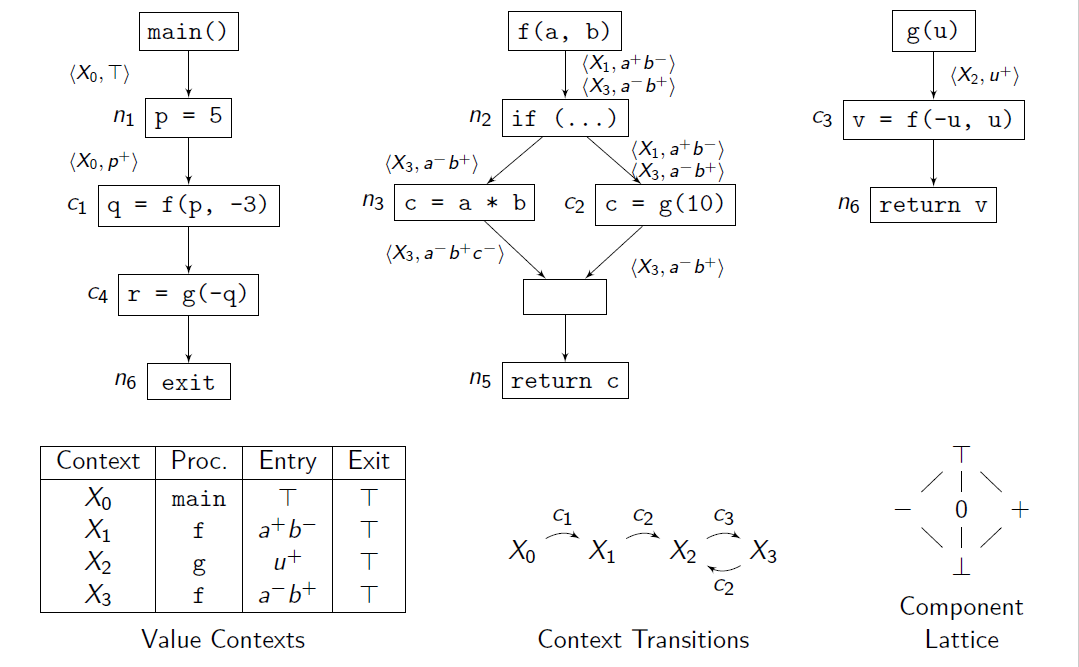 main()
⟨X₀, ⊤⟩
n₁ p = 5
⟨X₀, p⁺⟩
c₁ q = f(p, -3)
c₄ r = g(-q)
n₆ exit
f(a, b)
⟨X₁, a⁺b⁻⟩
⟨X₃, a⁻b⁺⟩
n₂ if (...)
⟨X₃, a⁻b⁺⟩
⟨X₁, a⁺b⁻⟩
⟨X₃, a⁻b⁺⟩
n₃ c = a * b
c₂ c = g(10)
⟨X₃, a⁻b⁺c⁻⟩
⟨X₃, a⁻b⁺⟩
n₅ return c
g(u)
⟨X₂, u⁺⟩
c₃ v = f(-u, u)
n₆ return v
Context Proc. Entry Exit
X₀ main ⊤ ⊤
X₁ f a⁺b⁻ ⊤
X₂ g u⁺ ⊤
X₃ f a⁻b⁺ ⊤
Value Contexts
c₁ c₂ c₃
X₀ X₁ X₂ X₃
c₂
Context Transitions
⊤
− 0 +
⊥
Component
Lattice